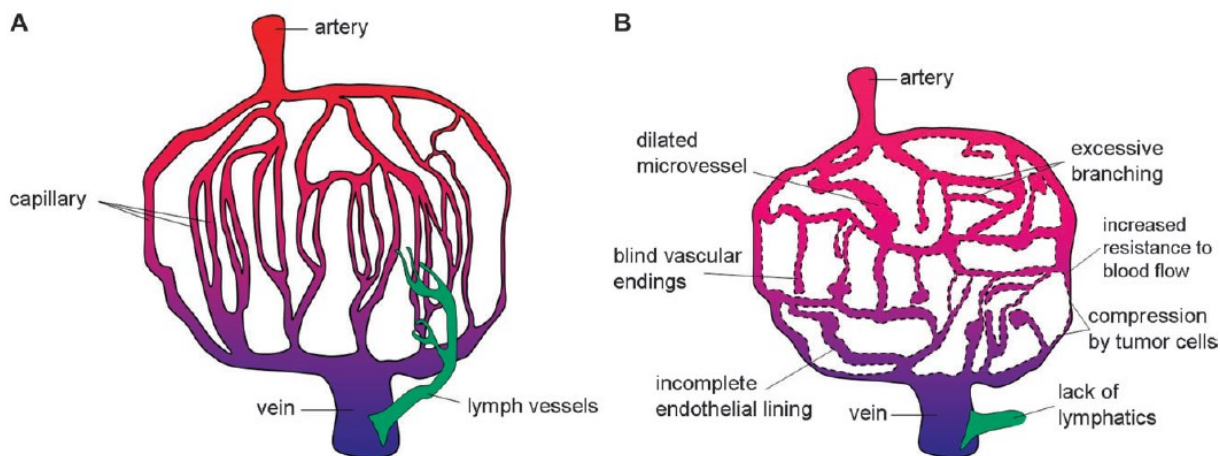 A
artery
capillary
vein
lymph vessels
B
artery
dilated
microvessel
excessive
branching
increased
resistance to
blood flow
blind vascular
endings
compression
by tumor cells
incomplete
endothelial lining
vein
lack of
lymphatics